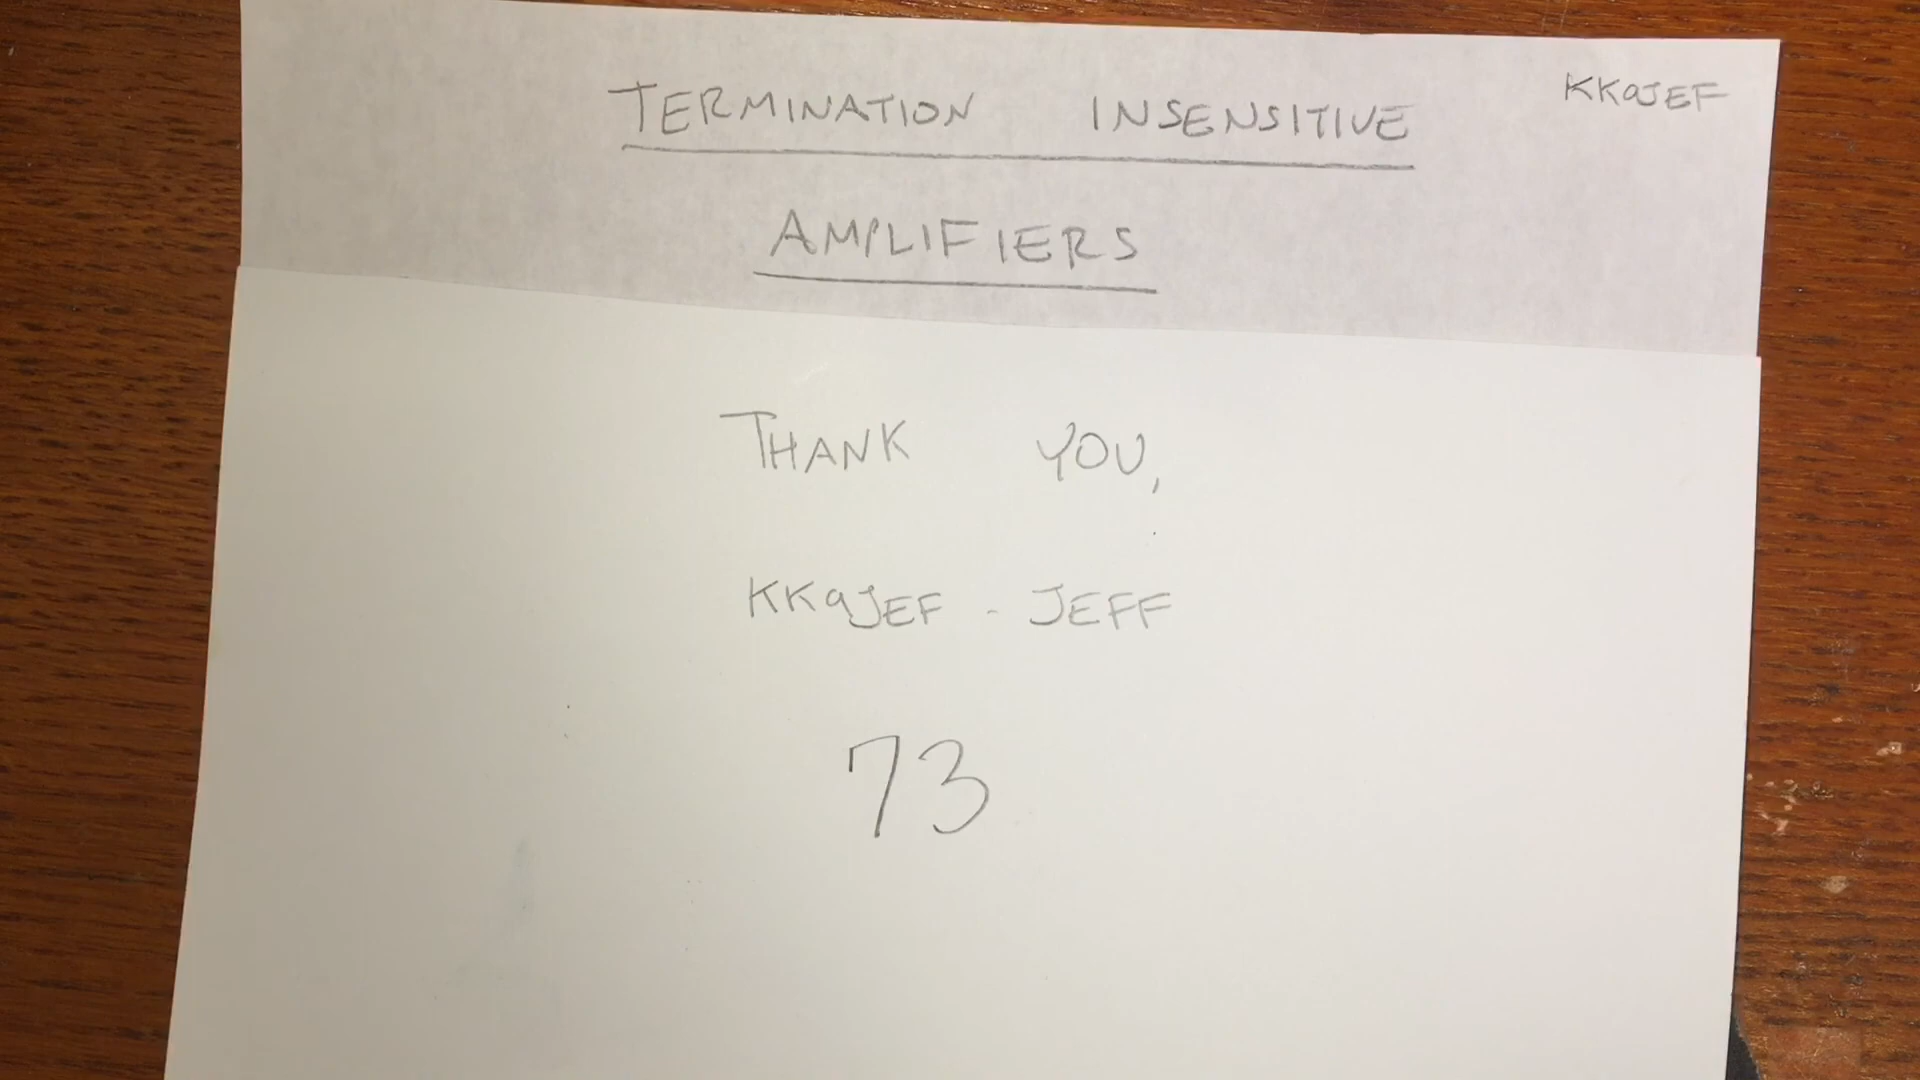 KK9JEF
TERMINATION INSENSITIVE
AMPLIFIERS
THANK YOU,
KK9JEF - JEFF
73